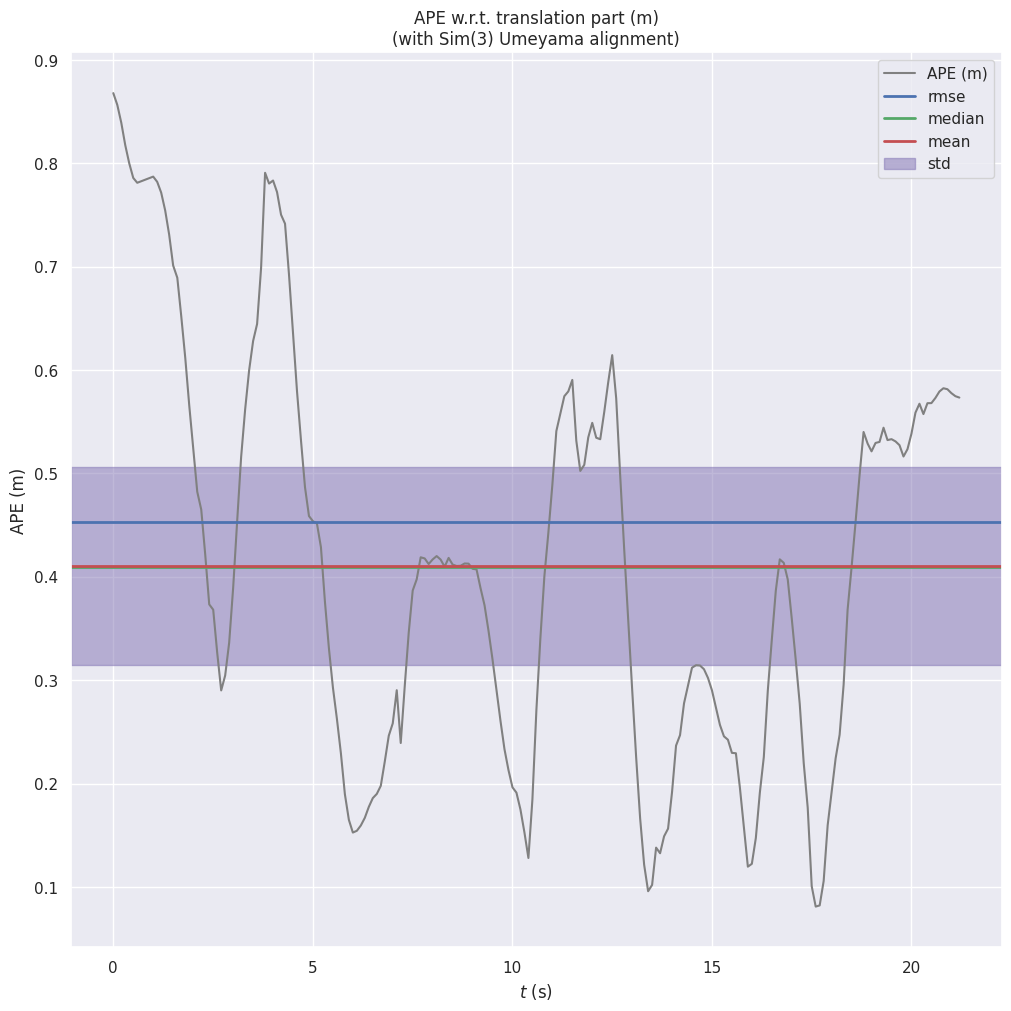 APE w.r.t. translation part (m)
(with Sim(3) Umeyama alignment)
0.9
0.8
0.7
0.6
0.5
0.4
0.3
0.2
0.1
APE (m)
APE (m)
rmse
median
mean
std
0
5
10
15
20
t (s)